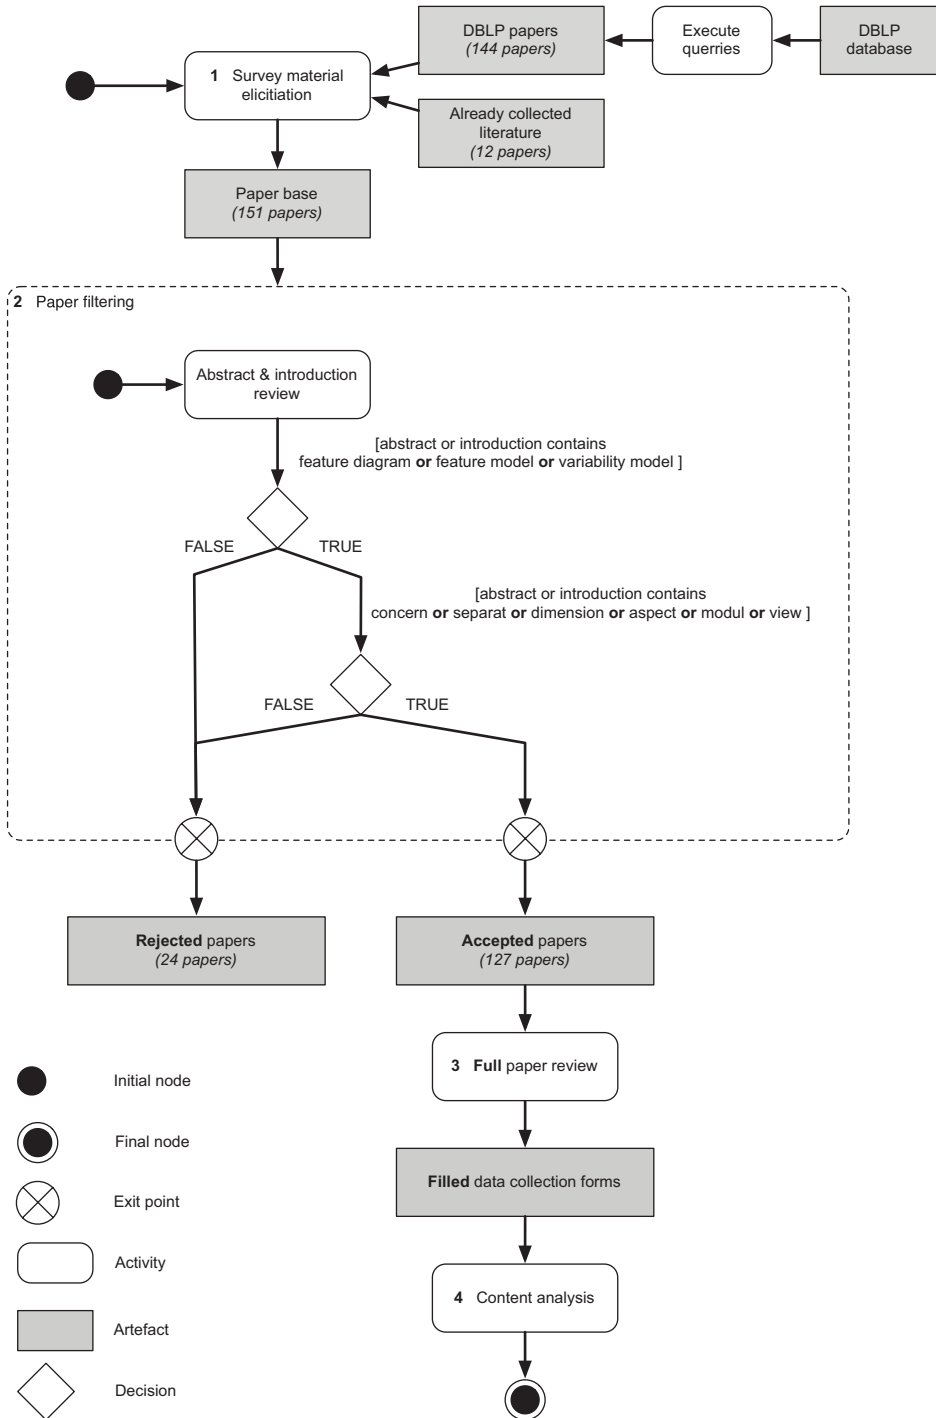 DBLP papers
(144 papers)
Execute
querries
DBLP
database
1 Survey material
elicitiation
Already collected
literature
(12 papers)
Paper base
(151 papers)
2 Paper filtering
Abstract & introduction
review
[abstract or introduction contains
feature diagram or feature model or variability model ]
FALSE
TRUE
[abstract or introduction contains
concern or separat or dimension or aspect or modul or view ]
FALSE
TRUE
Rejected papers
(24 papers)
Accepted papers
(127 papers)
3 Full paper review
Filled data collection forms
4 Content analysis
Initial node
Final node
Exit point
Activity
Artefact
Decision